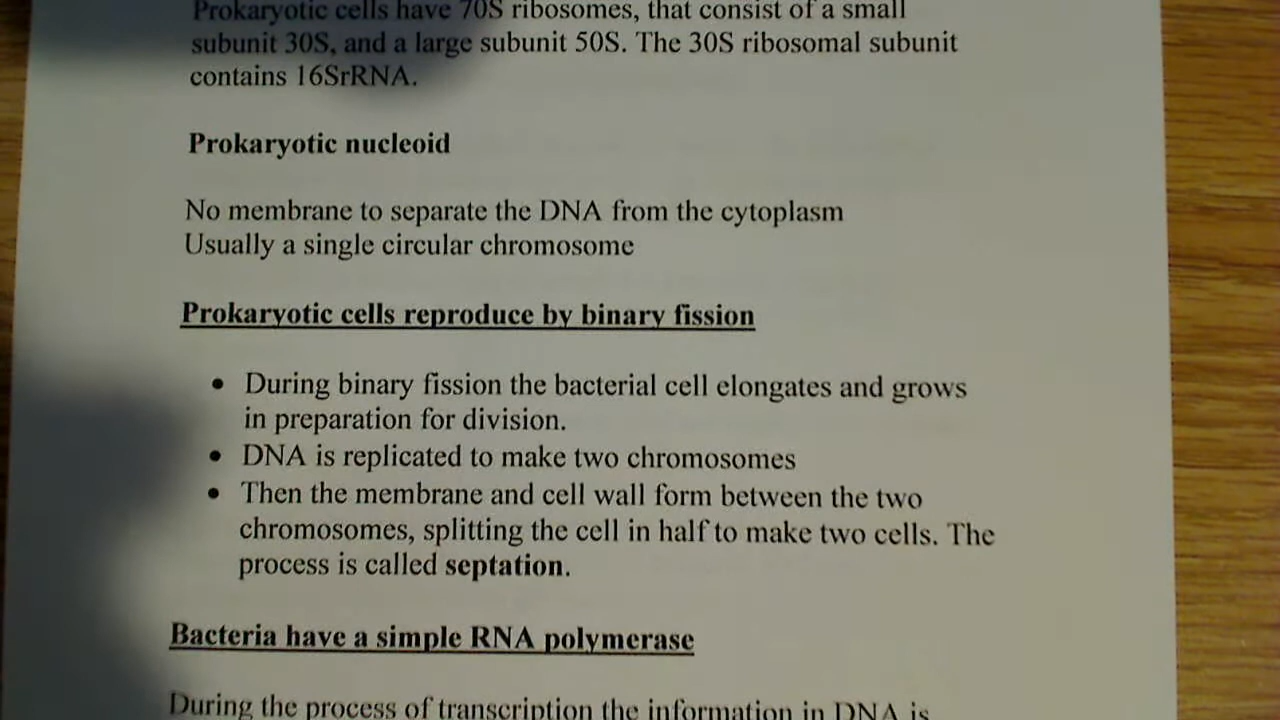 Prokaryotic cells have 70S ribosomes, that consist of a small
subunit 30S, and a large subunit 50S. The 30S ribosomal subunit
contains 16SrRNA.
Prokaryotic nucleoid
No membrane to separate the DNA from the cytoplasm
Usually a single circular chromosome
Prokaryotic cells reproduce by binary fission
• During binary fission the bacterial cell elongates and grows
in preparation for division.
• DNA is replicated to make two chromosomes
• Then the membrane and cell wall form between the two
chromosomes, splitting the cell in half to make two cells. The
process is called septation.
Bacteria have a simple RNA polymerase
During the process of transcription the information in DNA is